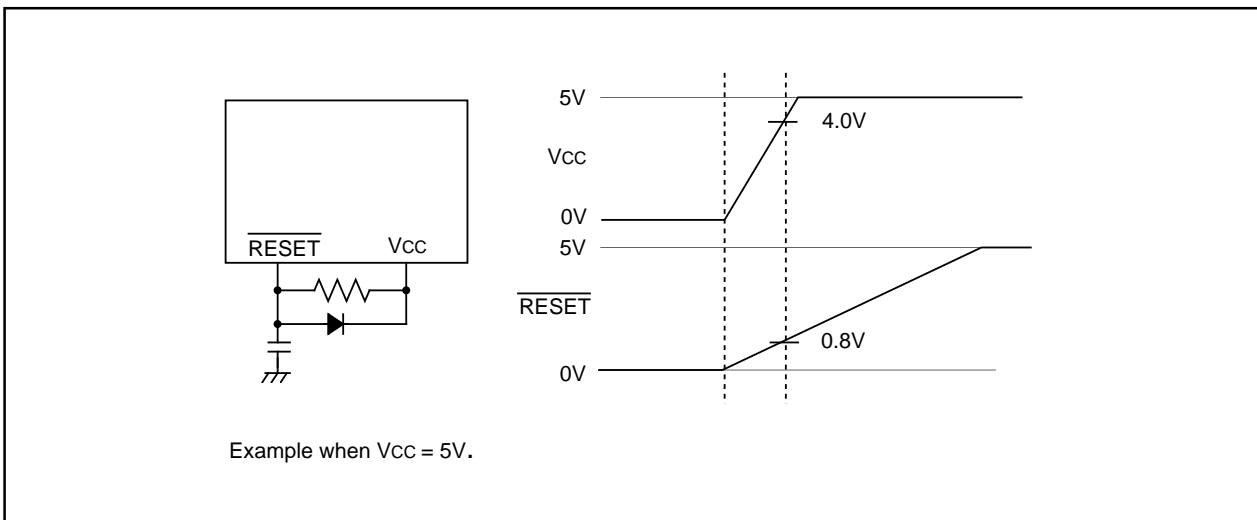 RESET
VCC
5V
VCC
4.0V
0V
5V
RESET
0.8V
0V
Example when VCC = 5V.